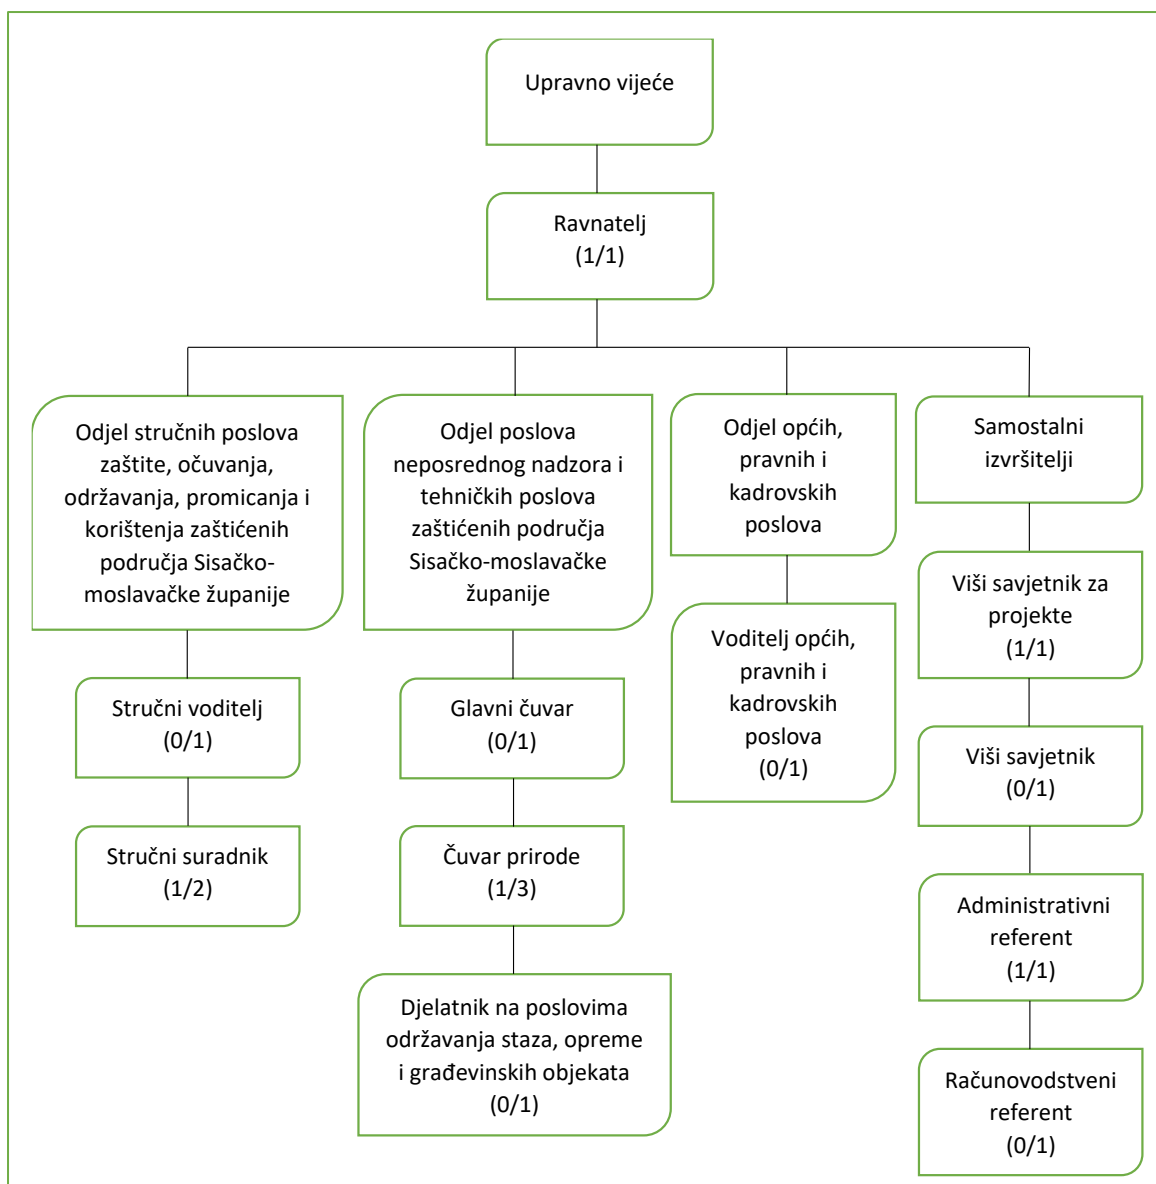 Upravno vijeće
Ravnatelj
(1/1)
Odjel stručnih poslova
zaštite, očuvanja,
održavanja, promicanja i
korištenja zaštićenih
područja Sisačko-
moslavačke županije
Stručni voditelj
(0/1)
Stručni suradnik
(1/2)
Odjel poslova
neposrednog nadzora i
tehničkih poslova
zaštićenih područja
Sisačko-moslavačke
županije
Glavni čuvar
(0/1)
Čuvar prirode
(1/3)
Djelatnik na poslovima
održavanja staza, opreme
i građevinskih objekata
(0/1)
Odjel općih,
pravnih i
kadrovskih
poslova
Voditelj općih,
pravnih i
kadrovskih
poslova
(0/1)
Samostalni
izvršitelji
Viši savjetnik za
projekte
(1/1)
Viši savjetnik
(0/1)
Administrativni
referent
(1/1)
Računovodstveni
referent
(0/1)